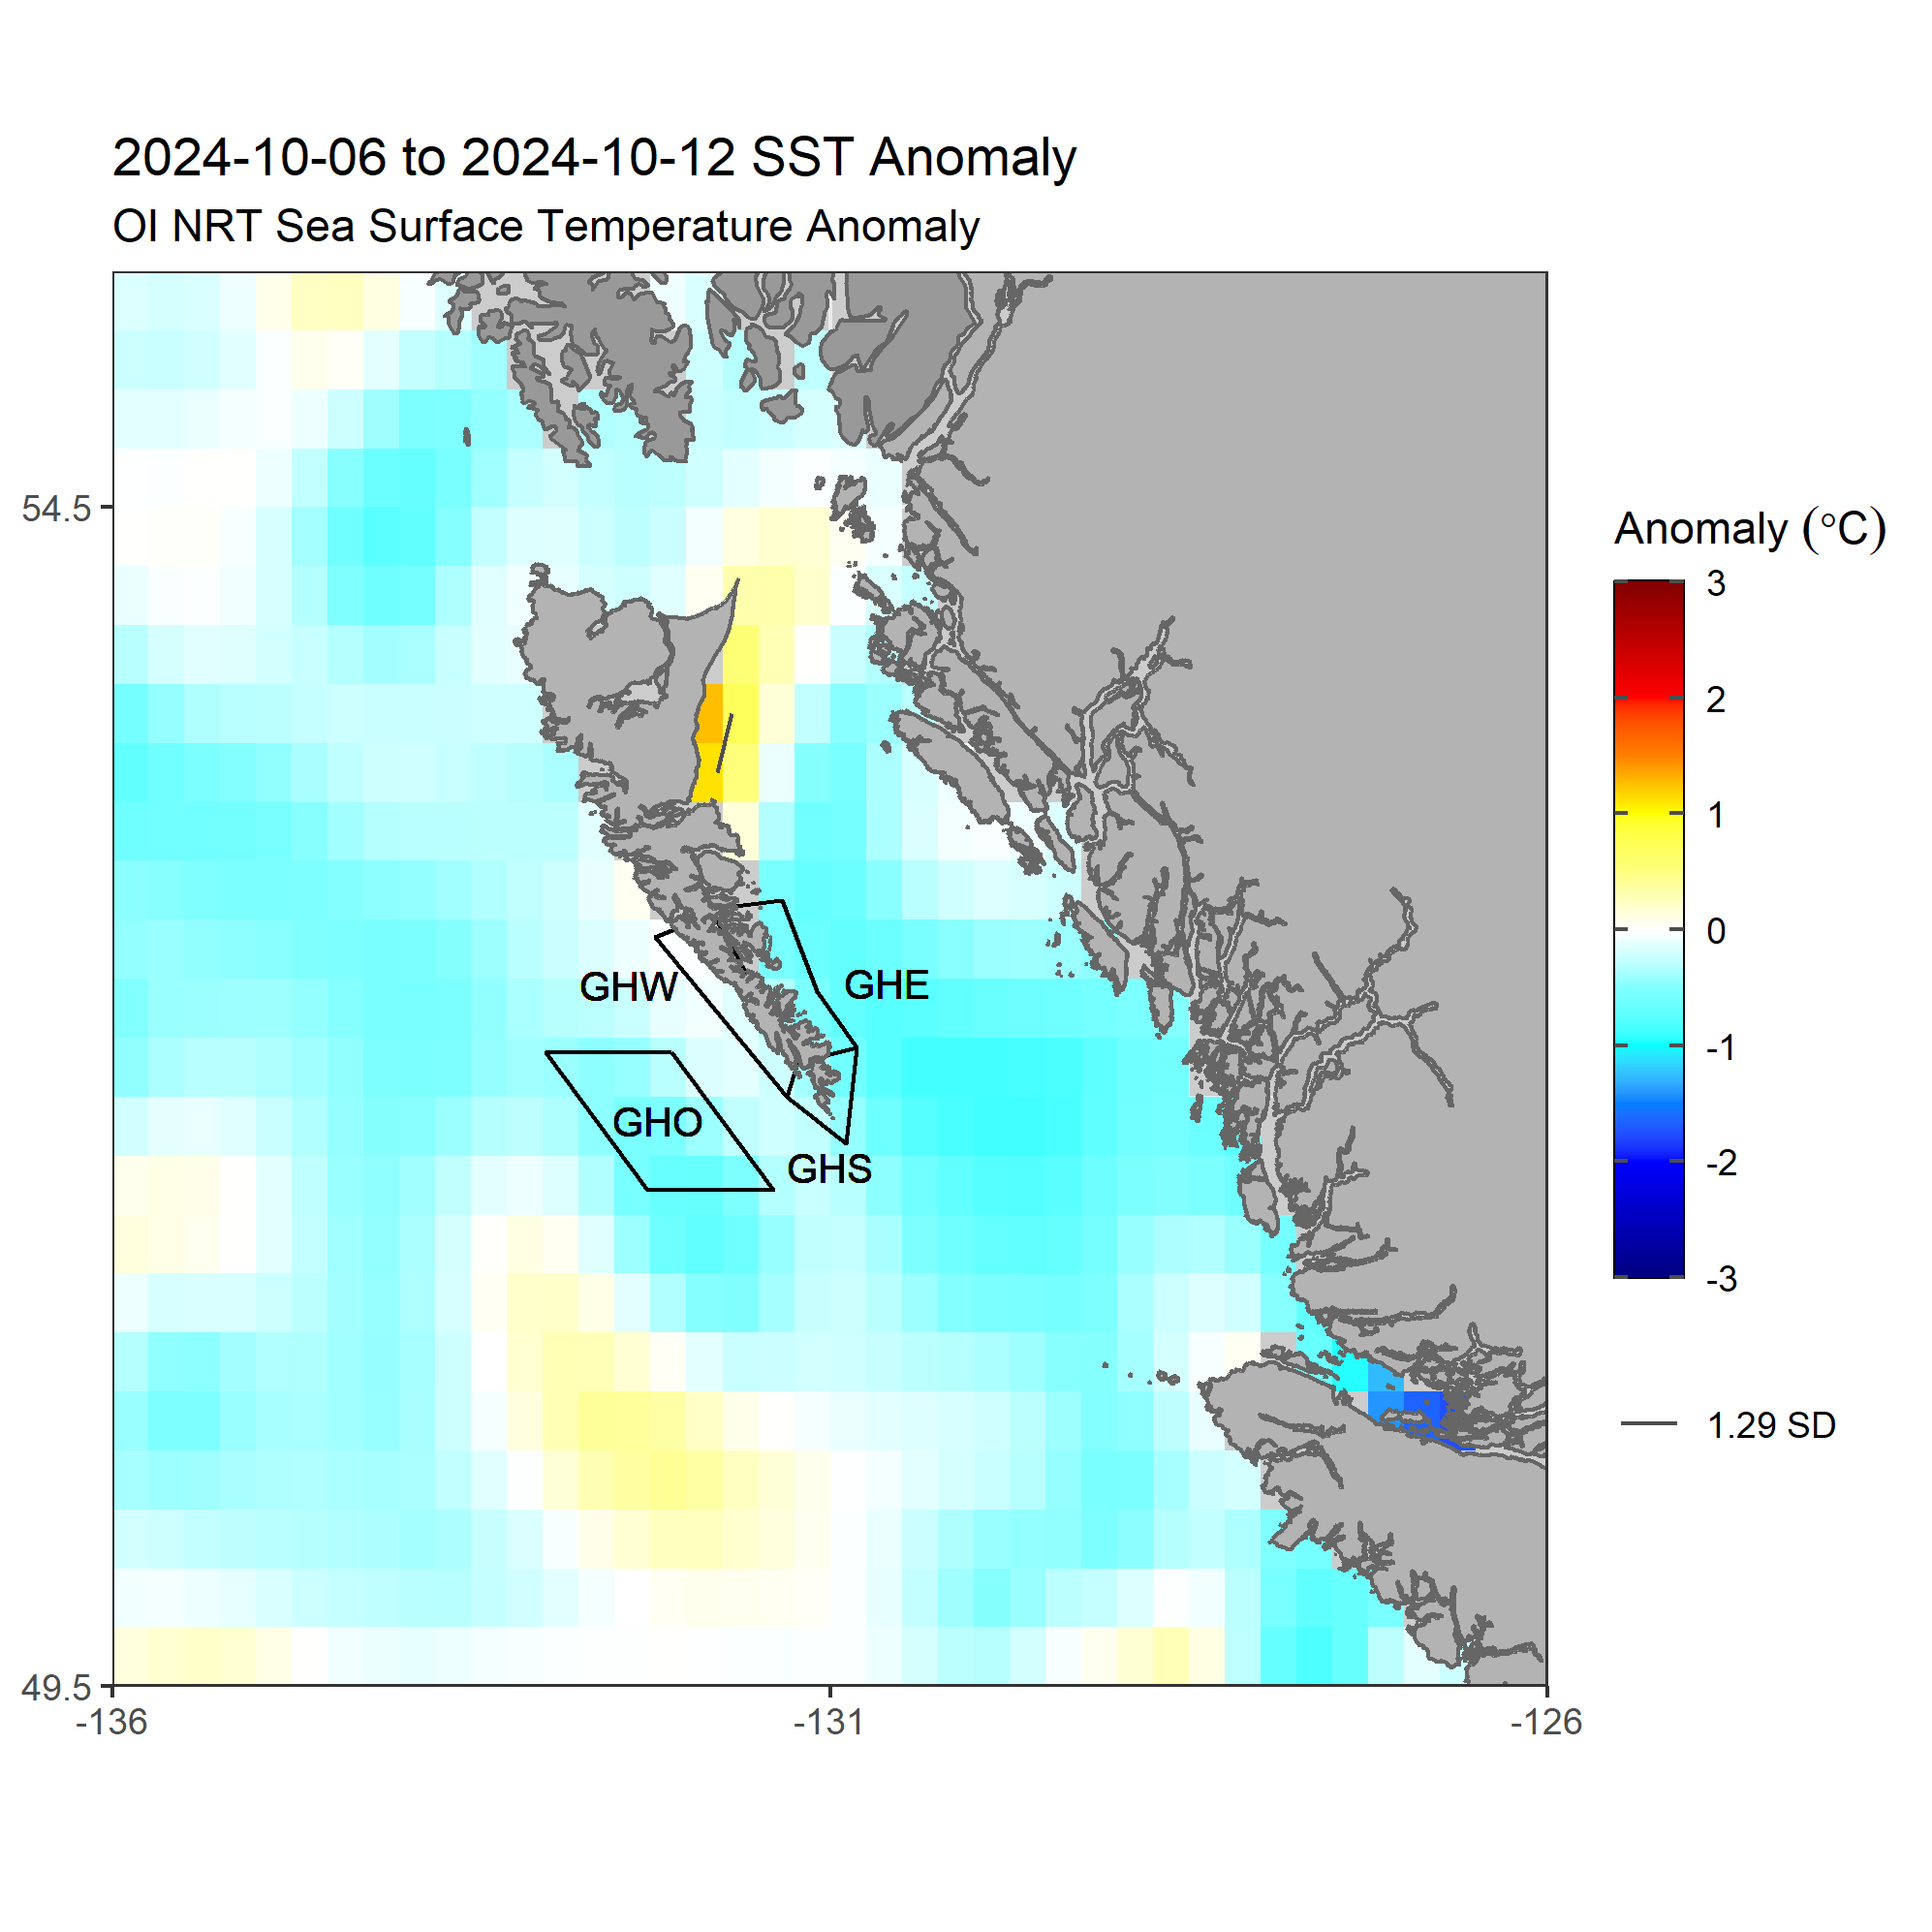 2024-10-06 to 2024-10-12 SST Anomaly
OI NRT Sea Surface Temperature Anomaly
54.5
49.5
-136
-131
-126
GHW
GHE
GHO
GHS
Anomaly (°C)
3
2
1
0
-1
-2
-3
1.29 SD